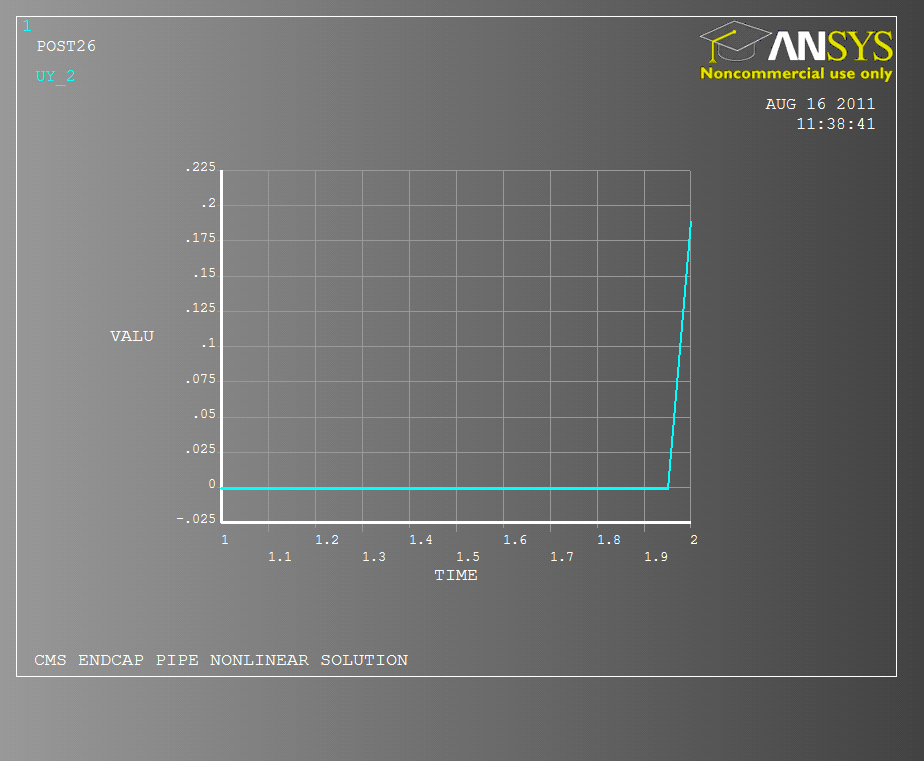 1
POST26
UY_2
ANSYS
Noncommercial use only
AUG 16 2011
11:38:41
.225
.2
.175
.15
.125
VALU
.1
.075
.05
.025
0
-.025
1 1.2 1.4 1.6 1.8 2
1.1 1.3 1.5 1.7 1.9
TIME
CMS ENDCAP PIPE NONLINEAR SOLUTION